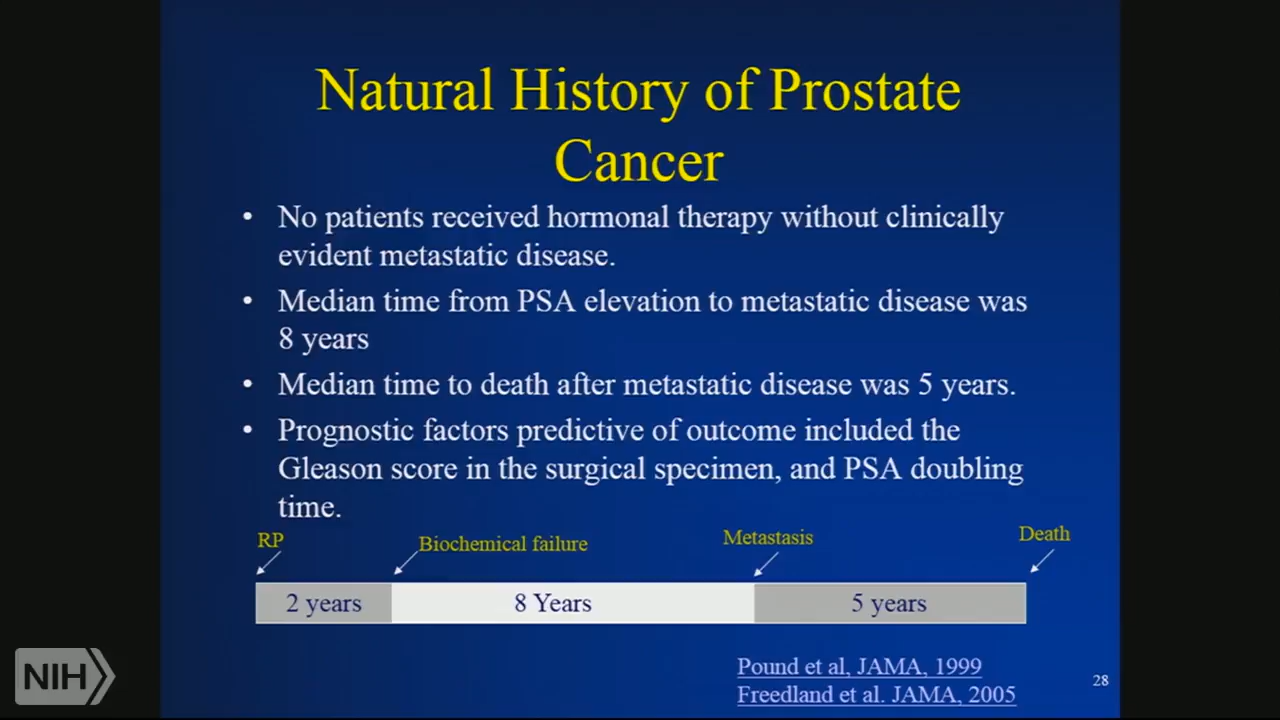 Natural History of Prostate
Cancer
• No patients received hormonal therapy without clinically
evident metastatic disease.
• Median time from PSA elevation to metastatic disease was
8 years
• Median time to death after metastatic disease was 5 years.
• Prognostic factors predictive of outcome included the
Gleason score in the surgical specimen, and PSA doubling
time.
RP
Biochemical failure
Metastasis
Death
2 years
8 Years
5 years
Pound et al, JAMA, 1999
Freedland et al. JAMA, 2005
28
NIH